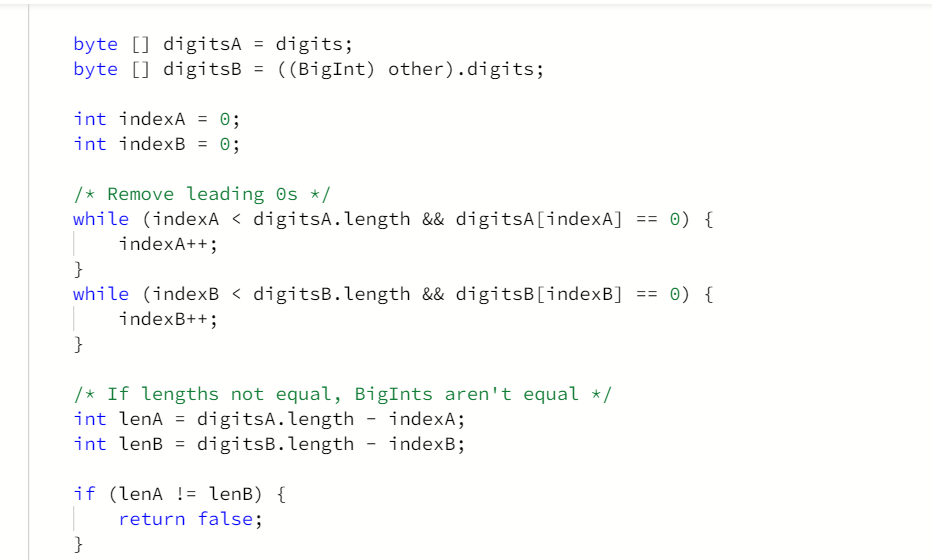 byte [] digitsA = digits;
byte [] digitsB = ((BigInt) other).digits;
int indexA = 0;
int indexB = 0;
/* Remove leading 0s */
while (indexA < digitsA.length && digitsA[indexA] == 0) {
    indexA++;
}
while (indexB < digitsB.length && digitsB[indexB] == 0) {
    indexB++;
}
/* If lengths not equal, BigInts aren't equal */
int lenA = digitsA.length - indexA;
int lenB = digitsB.length - indexB;
if (lenA != lenB) {
    return false;
}